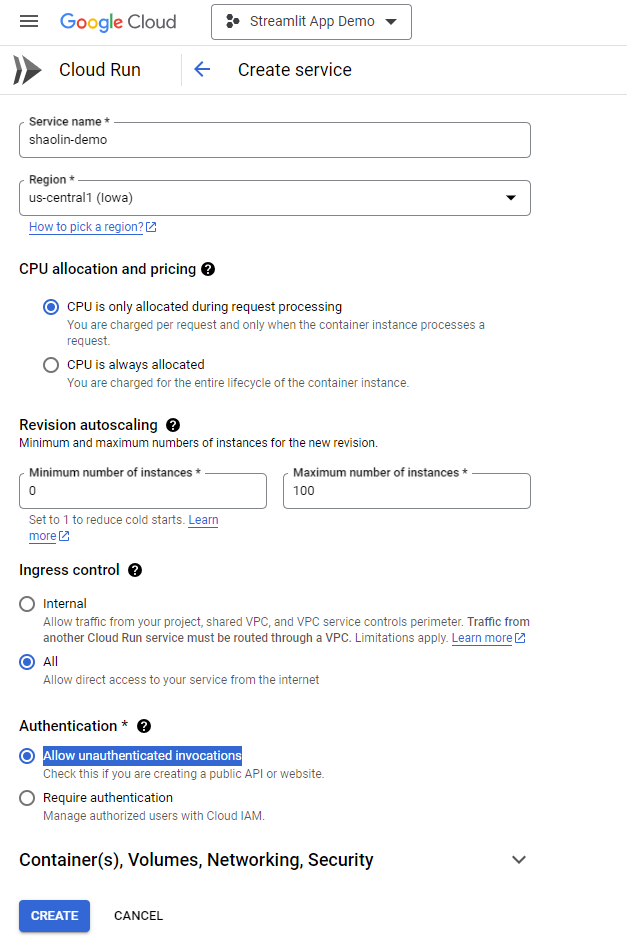 Google Cloud
Streamlit App Demo
Cloud Run
Create service
Service name *
shaolin-demo
Region *
us-central1 (Iowa)
How to pick a region?
CPU allocation and pricing
CPU is only allocated during request processing
You are charged per request and only when the container instance processes a
request.
CPU is always allocated
You are charged for the entire lifecycle of the container instance.
Revision autoscaling
Minimum and maximum numbers of instances for the new revision.
Minimum number of instances *
0
Maximum number of instances *
100
Set to 1 to reduce cold starts. Learn
more
Ingress control
Internal
Allow traffic from your project, shared VPC, and VPC service controls perimeter. Traffic from
another Cloud Run service must be routed through a VPC. Limitations apply. Learn more
All
Allow direct access to your service from the internet
Authentication *
Allow unauthenticated invocations
Check this if you are creating a public API or website.
Require authentication
Manage authorized users with Cloud IAM.
Container(s), Volumes, Networking, Security
CREATE
CANCEL